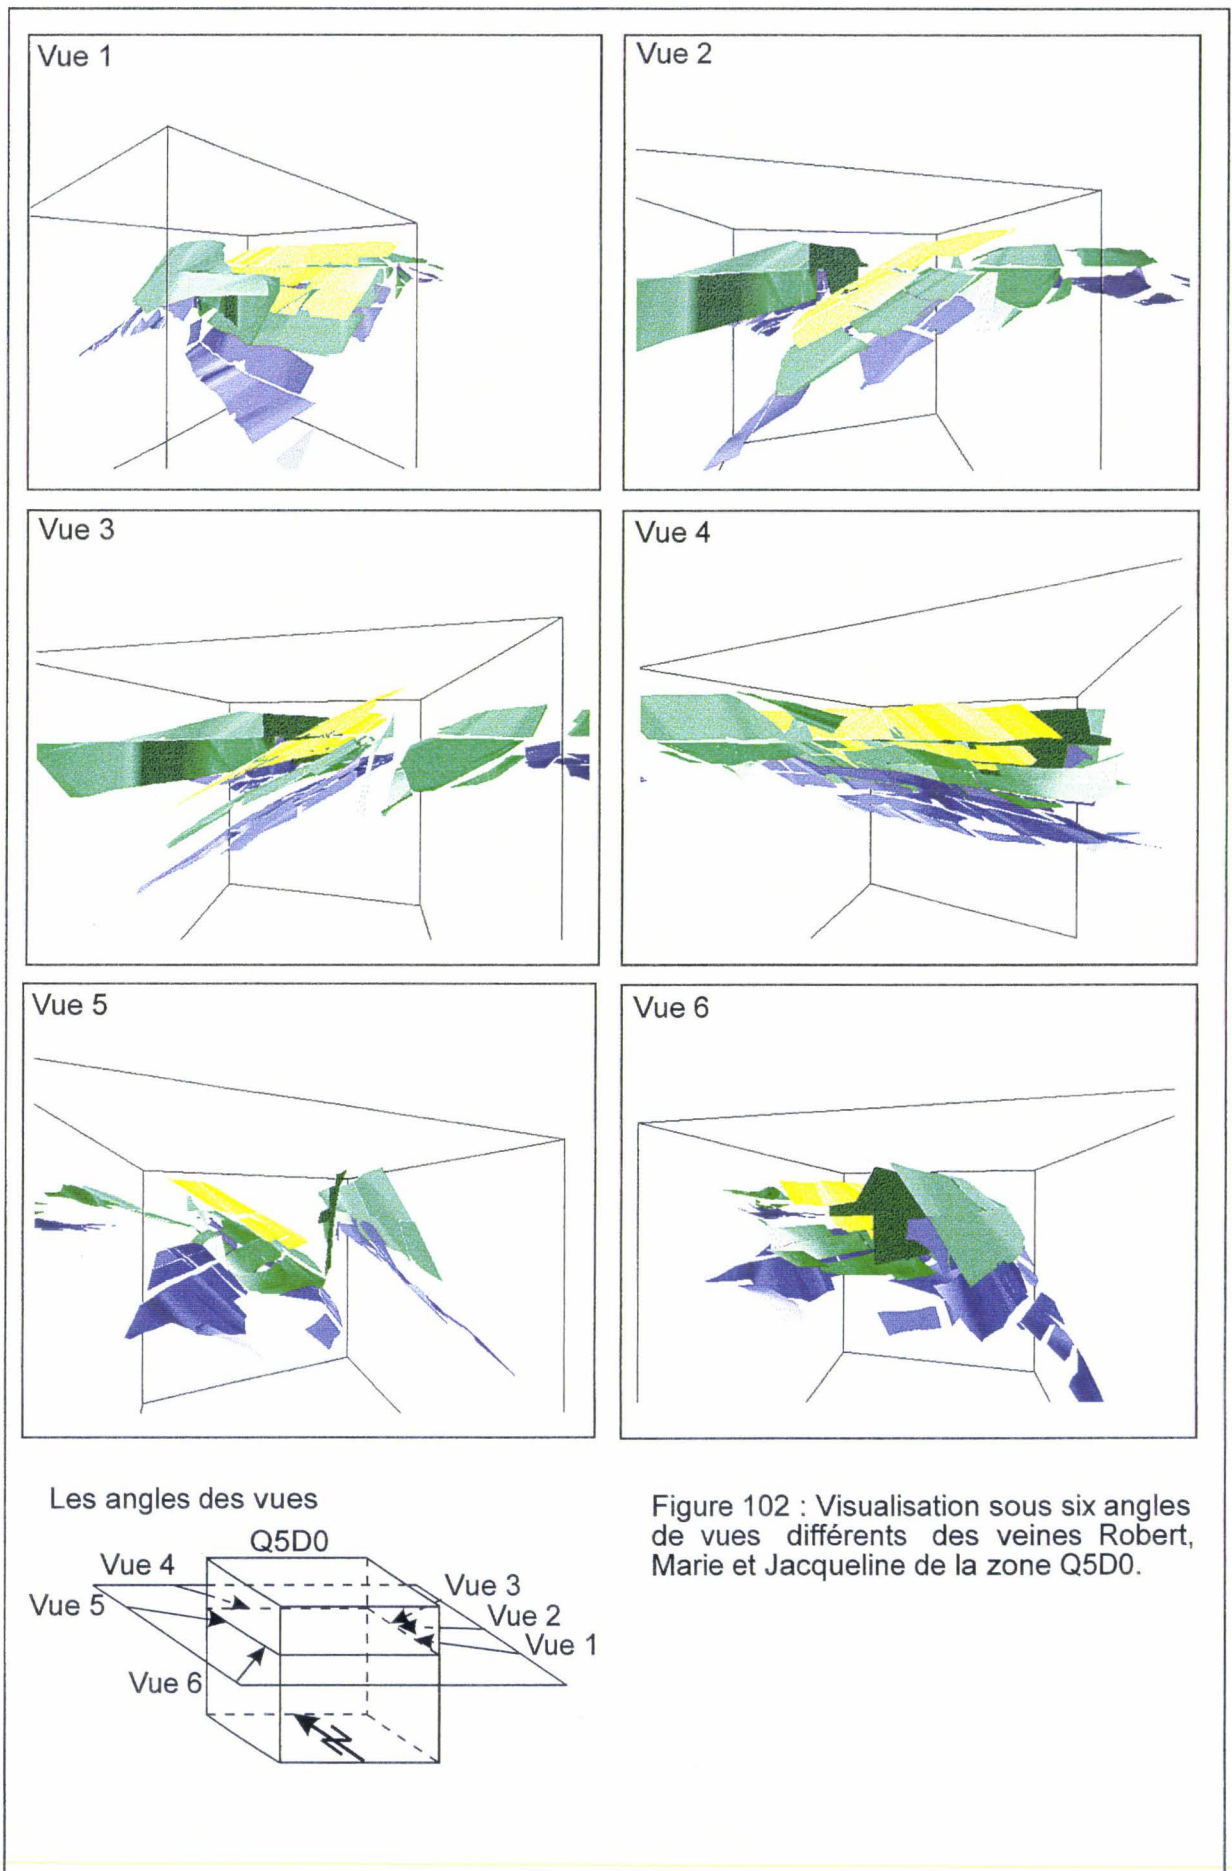 Vue 1
Vue 2
Vue 3
Vue 4
Vue 5
Vue 6
Les angles des vues
Q5D0
Vue 4
Vue 3
Vue 5
Vue 2
Vue 1
Vue 6
N
Figure 102 : Visualisation sous six angles
de vues différents des veines Robert,
Marie et Jacqueline de la zone Q5D0.